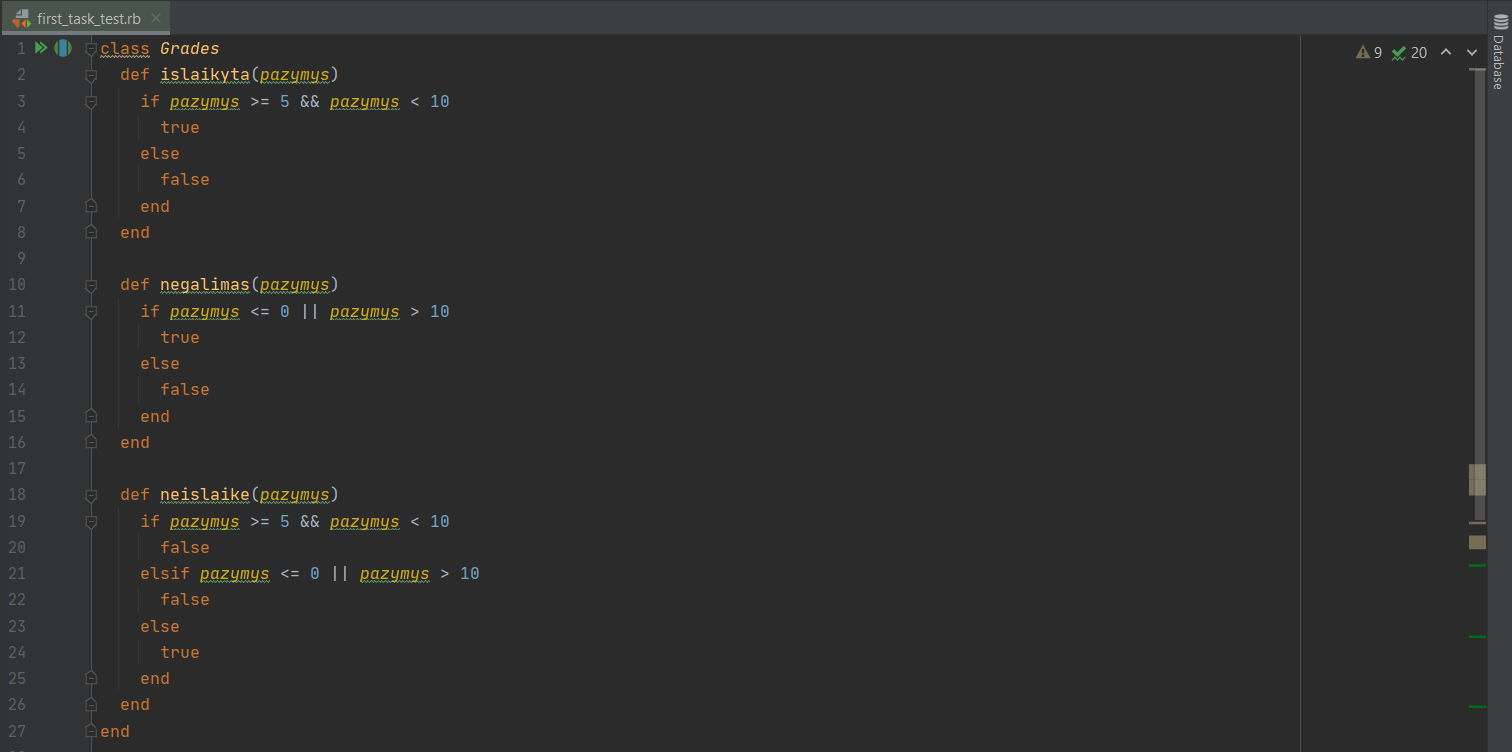 first_task_test.rb
9 20
Database
1 class Grades
2 def islaikyta(pazymys)
3 if pazymys >= 5 && pazymys < 10
4 true
5 else
6 false
7 end
8 end
9
10 def negalimas(pazymys)
11 if pazymys <= 0 || pazymys > 10
12 true
13 else
14 false
15 end
16 end
17
18 def neislaike(pazymys)
19 if pazymys >= 5 && pazymys < 10
20 false
21 elsif pazymys <= 0 || pazymys > 10
22 false
23 else
24 true
25 end
26 end
27 end